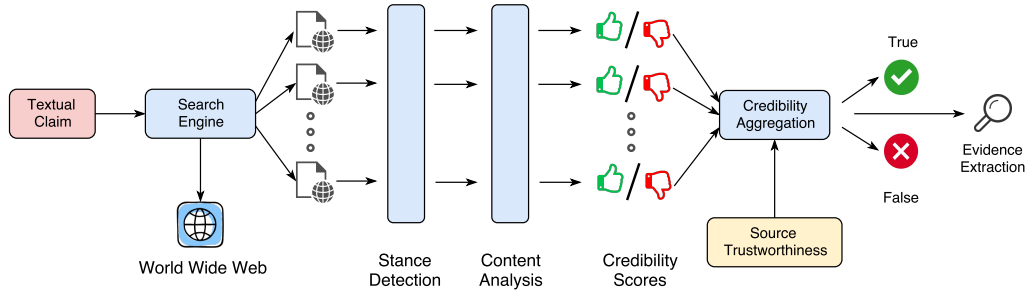 Textual
Claim
Search
Engine
World Wide Web
Stance
Detection
Content
Analysis
Credibility
Scores
Credibility
Aggregation
Source
Trustworthiness
True
False
Evidence
Extraction